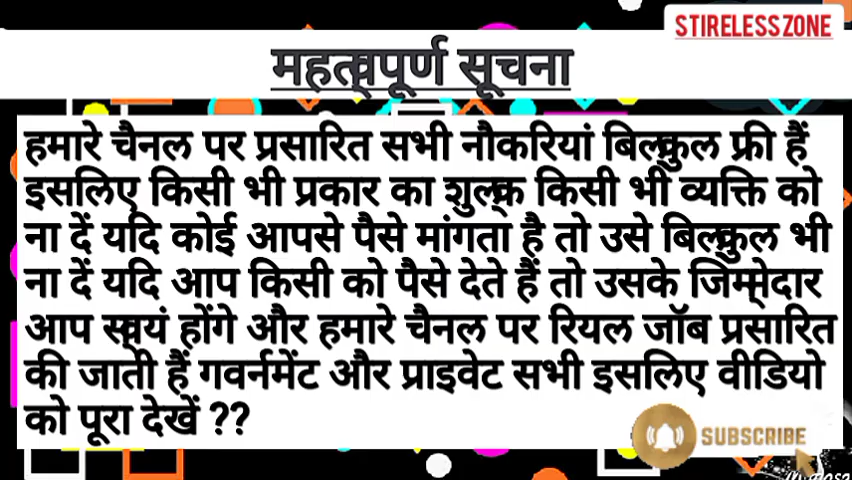 STIRELESSZONE
महत्वपूर्ण सूचना
हमारे चैनल पर प्रसारित सभी नौकरियां बिल्कुल फ्री हैं
इसलिए किसी भी प्रकार का शुल्क किसी भी व्यक्ति को
ना दें यदि कोई आपसे पैसे मांगता है तो उसे बिल्कुल भी
ना दें यदि आप किसी को पैसे देते हैं तो उसके जिम्मेदार
आप स्वयं होंगे और हमारे चैनल पर रियल जॉब प्रसारित
की जाती हैं गवर्नमेंट और प्राइवेट सभी इसलिए वीडियो
को पूरा देखें ??
SUBSCRIBE